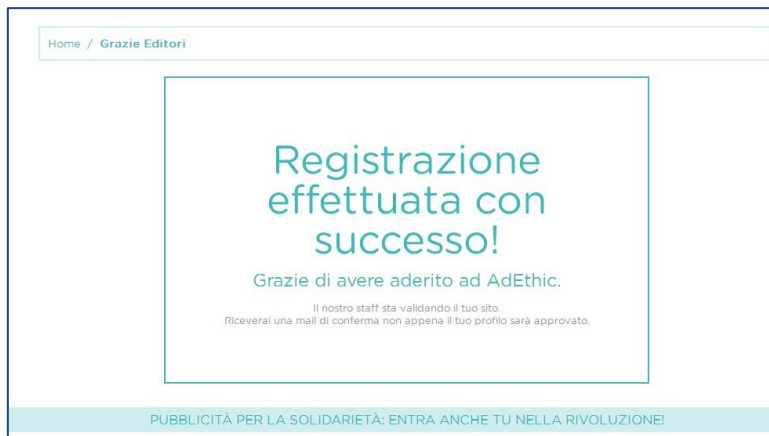 Home / Grazie Editori
Registrazione
effettuata con
successo!
Grazie di avere aderito ad AdEthic.
Il nostro staff sta validando il tuo sito.
Riceverai una mail di conferma non appena il tuo profilo sarà approvato.
PUBBLICITÀ PER LA SOLIDARIETÀ: ENTRA ANCHE TU NELLA RIVOLUZIONE!